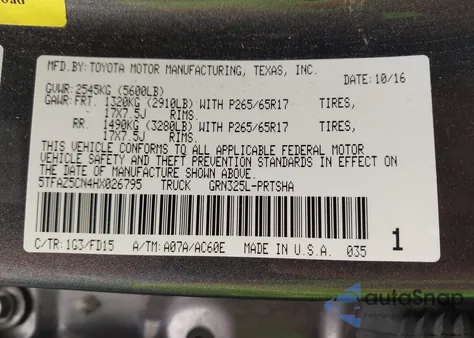 oad
MFD.BY:TOYOTA MOTOR MANUFACTURING, TEXAS, INC.
DATE:10/16
GVWR:2545KG (5600LB)
GAWR:FRT. 1320KG (2910LB) WITH P265/65R17 TIRES,
17X7.5J RIMS.
RR. 1490KG (3280LB) WITH P265/65R17 TIRES,
17X7.5J RIMS.
THIS VEHICLE CONFORMS TO ALL APPLICABLE FEDERAL MOTOR
VEHICLE SAFETY AND THEFT PREVENTION STANDARDS IN EFFECT ON
THE DATE OF MANUFACTURE SHOWN ABOVE.
5TFAZ5CN4HX026795 TRUCK GRN325L-PRTSHA
C/TR:1G3/FD15 A/TM:A07A/AC60E MADE IN U.S.A. 035
1
autoSnap